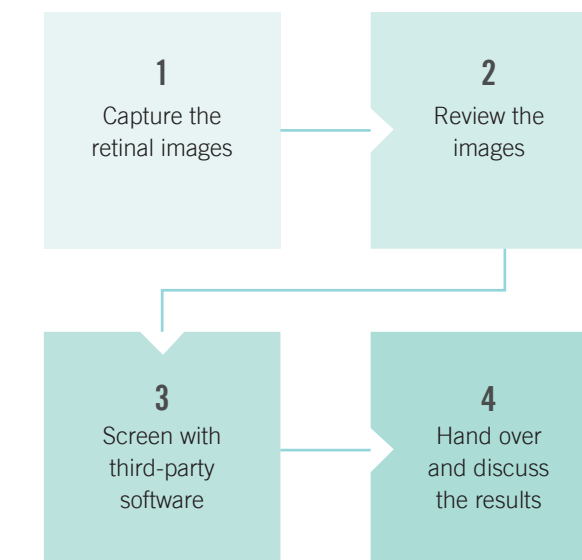 1
Capture the
retinal images
2
Review the
images
3
Screen with
third-party
software
4
Hand over
and discuss
the results